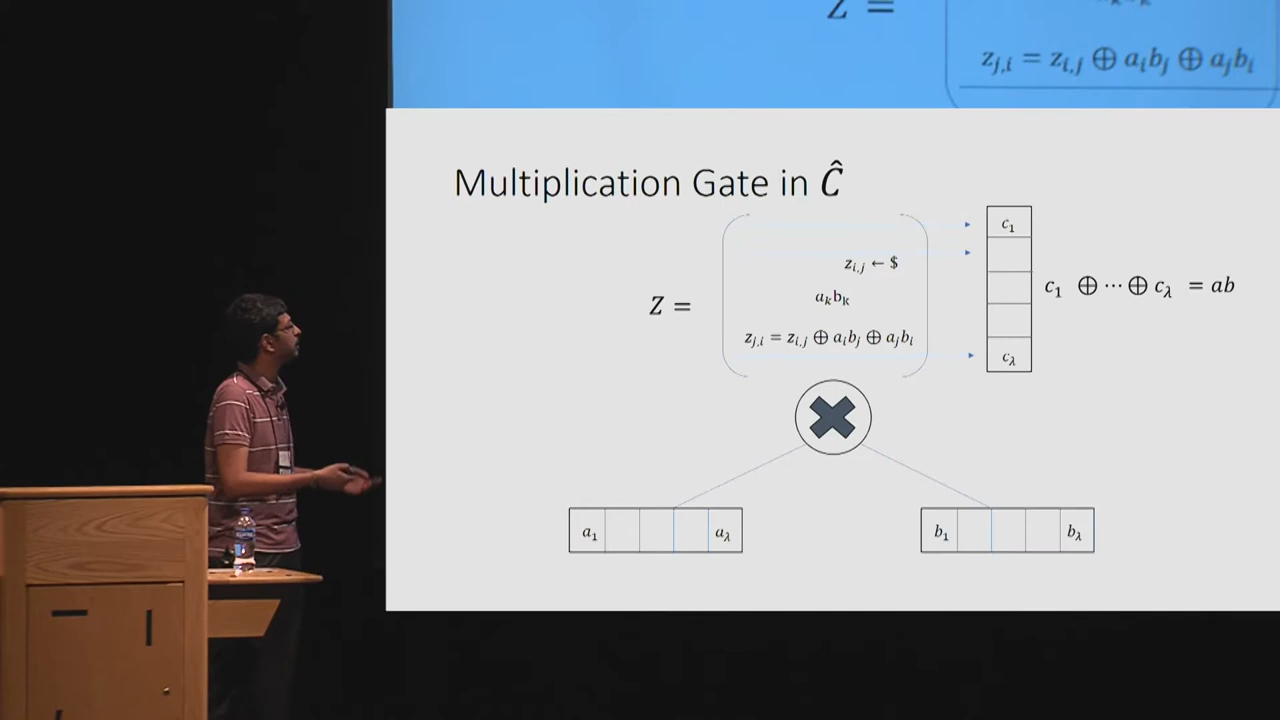 Z =
z_{j,i} = z_{i,j} ⊕ a_i b_j ⊕ a_j b_i
Multiplication Gate in Ĉ
Z =
z_{i,j} ← $
a_k b_k
z_{j,i} = z_{i,j} ⊕ a_i b_j ⊕ a_j b_i
c_1
c_λ
c_1 ⊕ ⋯ ⊕ c_λ = ab
a_1 a_λ
b_1 b_λ